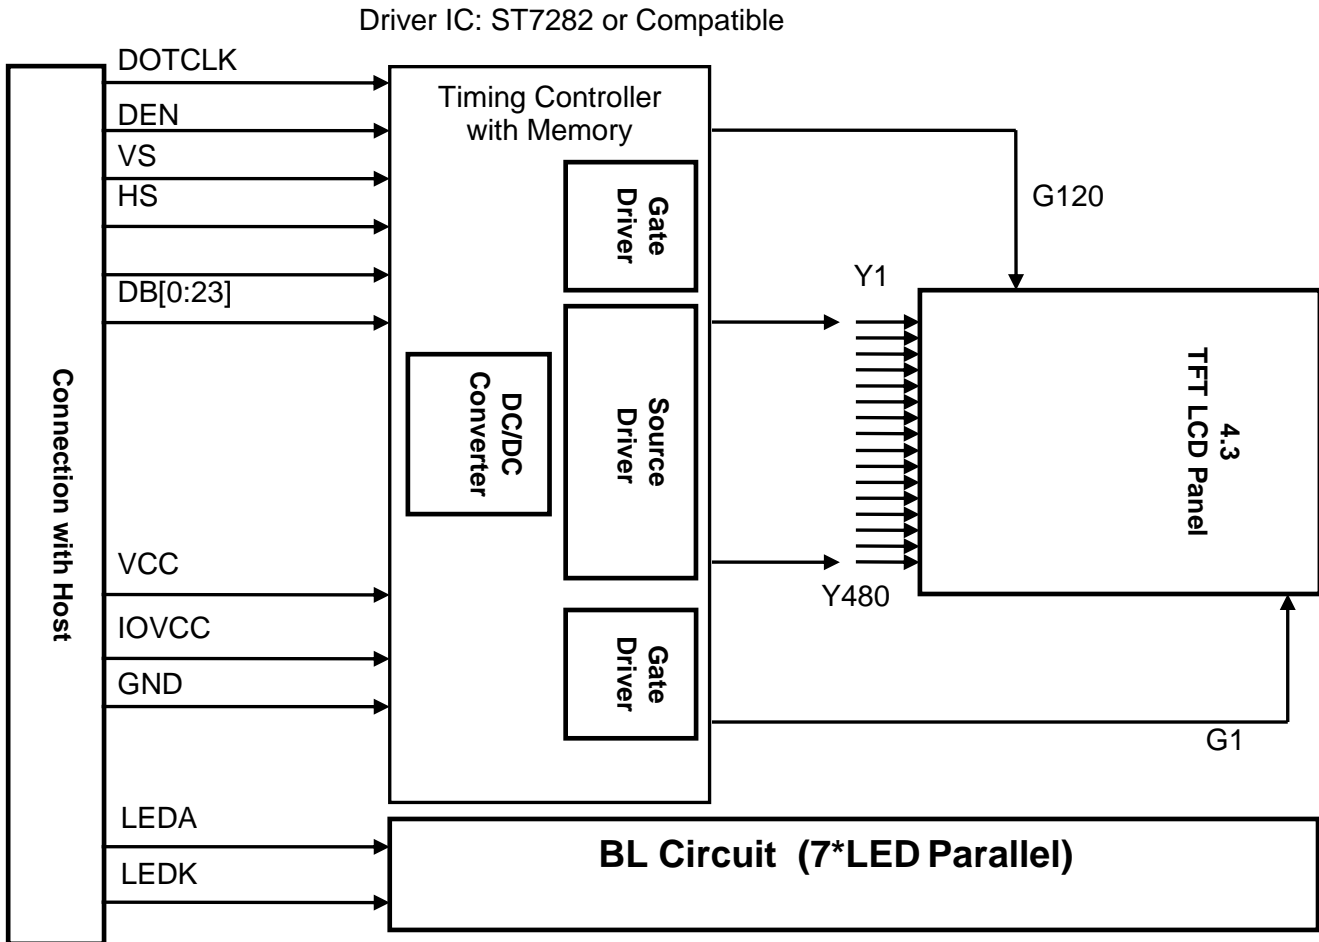 Driver IC: ST7282 or Compatible
DOTCLK
DEN
VS
HS
DB[0:23]
VCC
IOVCC
GND
LEDA
LEDK
Connection with Host
Timing Controller
with Memory
Gate
Driver
DC/DC
Converter
Source
Driver
Gate
Driver
G120
Y1
Y480
G1
4.3
TFT LCD Panel
BL Circuit (7*LED Parallel)